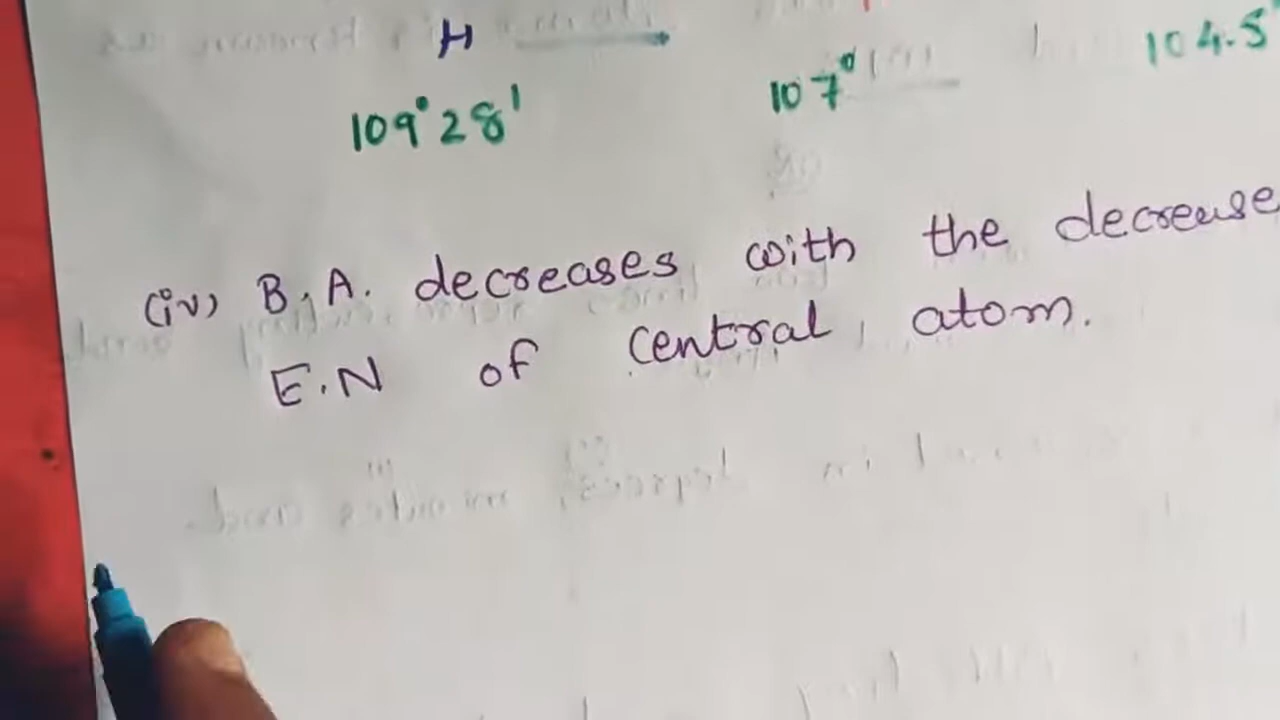 H
109°28' 107° 104.5°
(iv) B.A. decreases with the decrease
E.N of central atom.